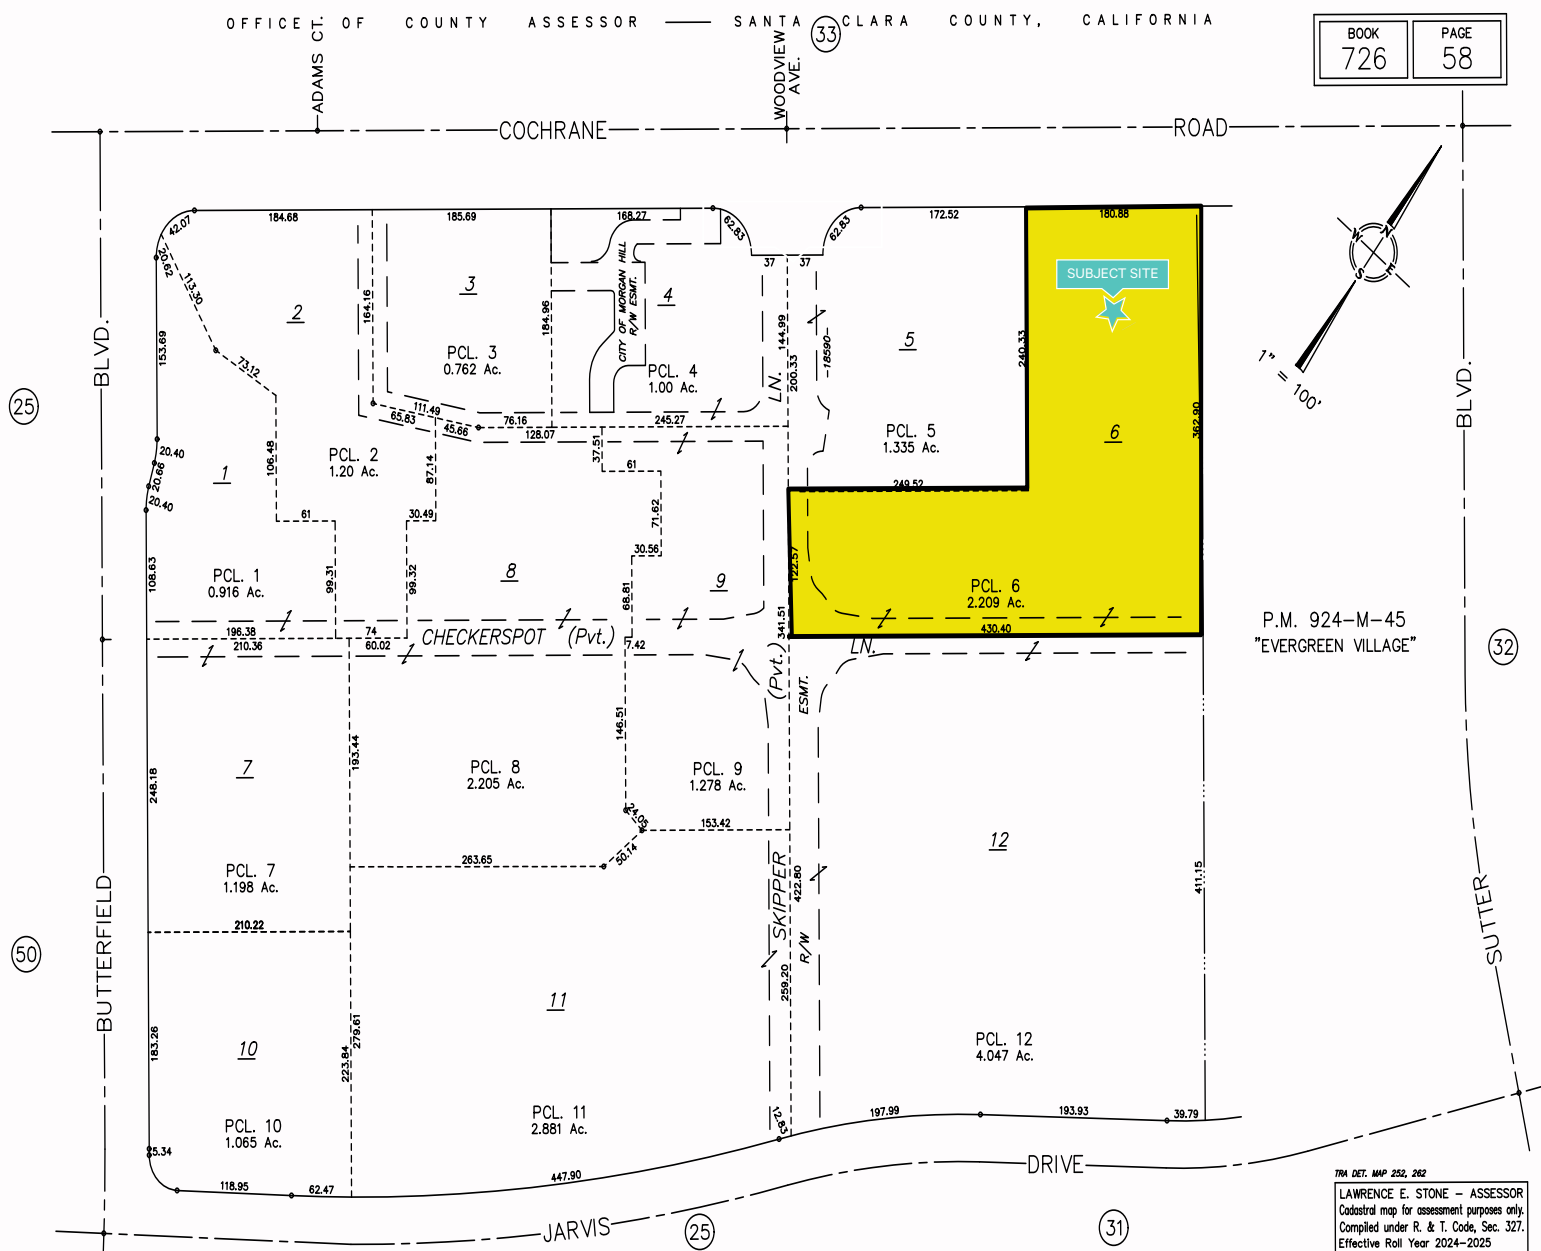 OFFICE OF COUNTY ASSESSOR — SANTA CLARA COUNTY, CALIFORNIA
33
BOOK
726
PAGE
58
ADAMS CT.
WOODVIEW
AVE.
COCHRANE
ROAD
42.07
184.68
185.69
168.27
62.83
62.83
172.52
180.88
37
37
20.62
113.30
153.69
73.12
164.16
184.96
CITY OF MORGAN HILL
R/W ESMT.
144.99
200.33
LN.
-18590-
240.33
362.90
SUBJECT SITE
W
N
S
E
1" = 100'
BLVD.
BLVD.
25
2
3
4
5
6
PCL. 3
0.762 Ac.
PCL. 4
1.00 Ac.
111.49
65.83
45.66
76.16
128.07
245.27
PCL. 5
1.335 Ac.
PCL. 2
1.20 Ac.
20.40
20.66
20.40
1
106.48
87.14
37.51
61
249.52
61
30.49
71.62
30.56
108.63
PCL. 1
0.916 Ac.
99.31
99.32
8
68.81
9
122.57
PCL. 6
2.209 Ac.
196.38
74
210.36
60.02
CHECKERSPOT (Pvt.)
7.42
341.51
430.40
LN.
P.M. 924-M-45
"EVERGREEN VILLAGE"
32
(Pvt.)
ESMT.
146.51
193.44
248.18
7
PCL. 8
2.205 Ac.
PCL. 9
1.278 Ac.
24.05
50.14
153.42
263.65
12
PCL. 7
1.198 Ac.
SKIPPER
422.80
R/W
411.15
210.22
BUTTERFIELD
SUTTER
50
259.20
11
183.26
10
279.61
223.84
PCL. 12
4.047 Ac.
PCL. 10
1.065 Ac.
PCL. 11
2.881 Ac.
12.83
197.99
193.93
39.79
5.34
118.95
62.47
447.90
DRIVE
JARVIS
25
31
TRA DET. MAP 252, 262
LAWRENCE E. STONE - ASSESSOR
Cadastral map for assessment purposes only.
Compiled under R. & T. Code, Sec. 327.
Effective Roll Year 2024-2025